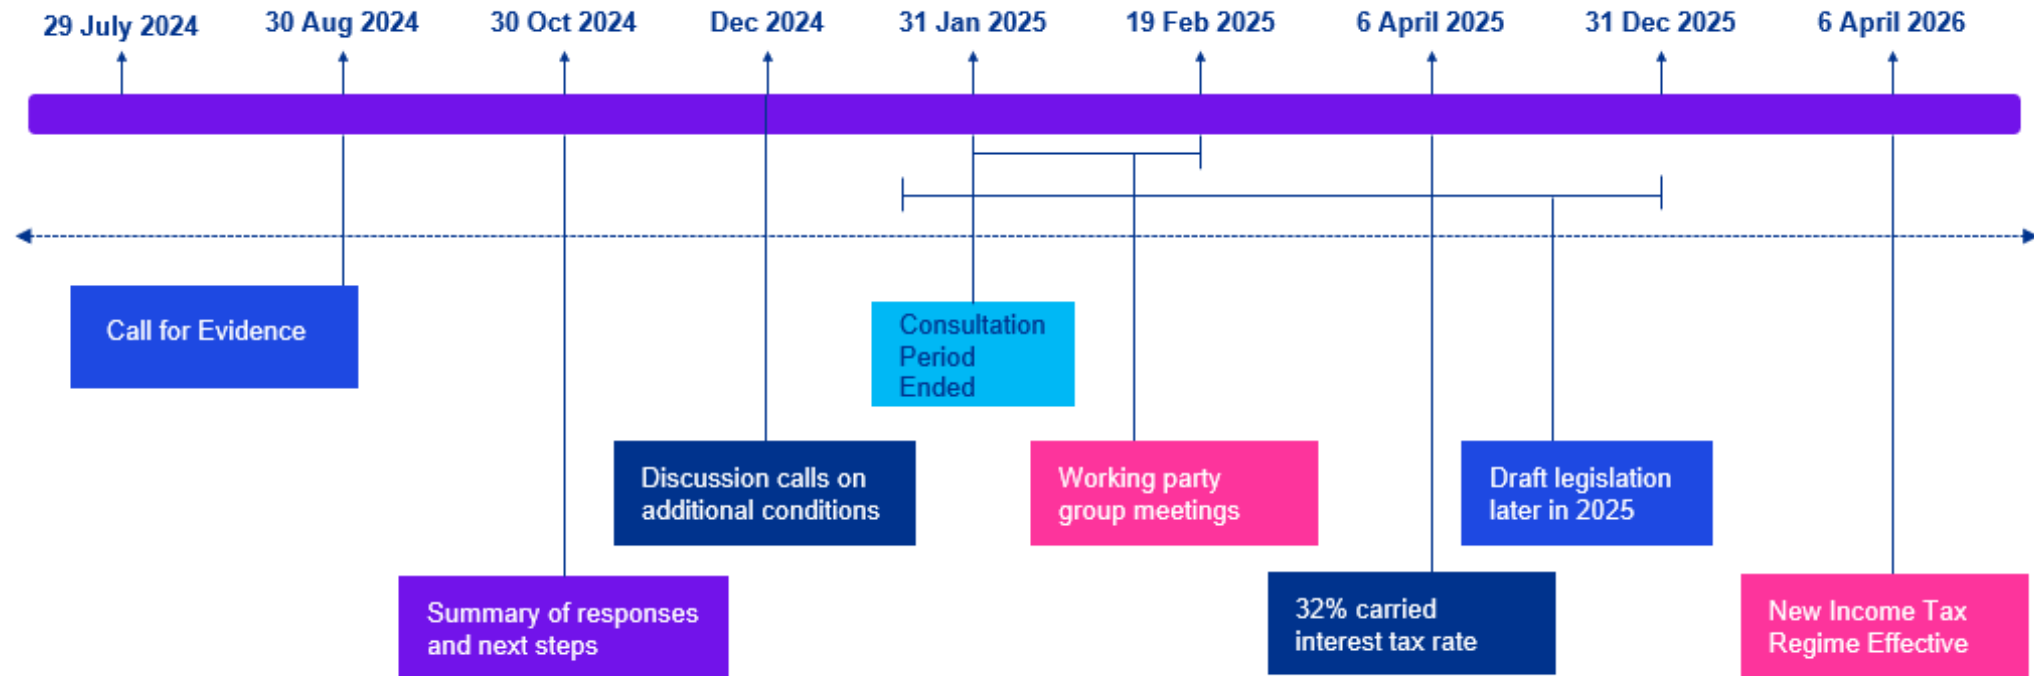 29 July 2024
30 Aug 2024
30 Oct 2024
Dec 2024
31 Jan 2025
19 Feb 2025
6 April 2025
31 Dec 2025
6 April 2026
Call for Evidence
Consultation
Period
Ended
Discussion calls on
additional conditions
Working party
group meetings
Draft legislation
later in 2025
Summary of responses
and next steps
32% carried
interest tax rate
New Income Tax
Regime Effective